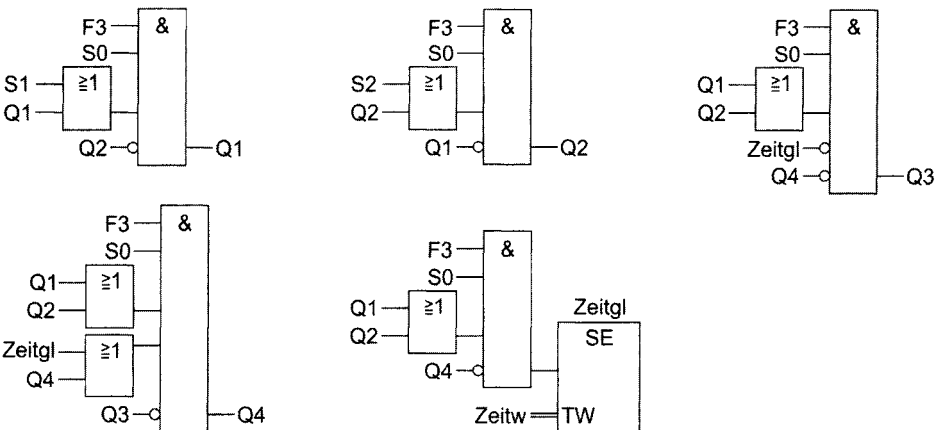 F3
&
S0
S1
≧1
Q1
Q2
Q1
F3
&
S0
S2
≧1
Q2
Q1
Q2
F3
&
S0
Q1
≧1
Q2
Zeitgl
Q4
Q3
F3
&
S0
Q1
≧1
Q2
Zeitgl
≧1
Q4
Q3
Q4
F3
&
S0
Q1
≧1
Q2
Q4
Zeitgl
SE
Zeitw
TW